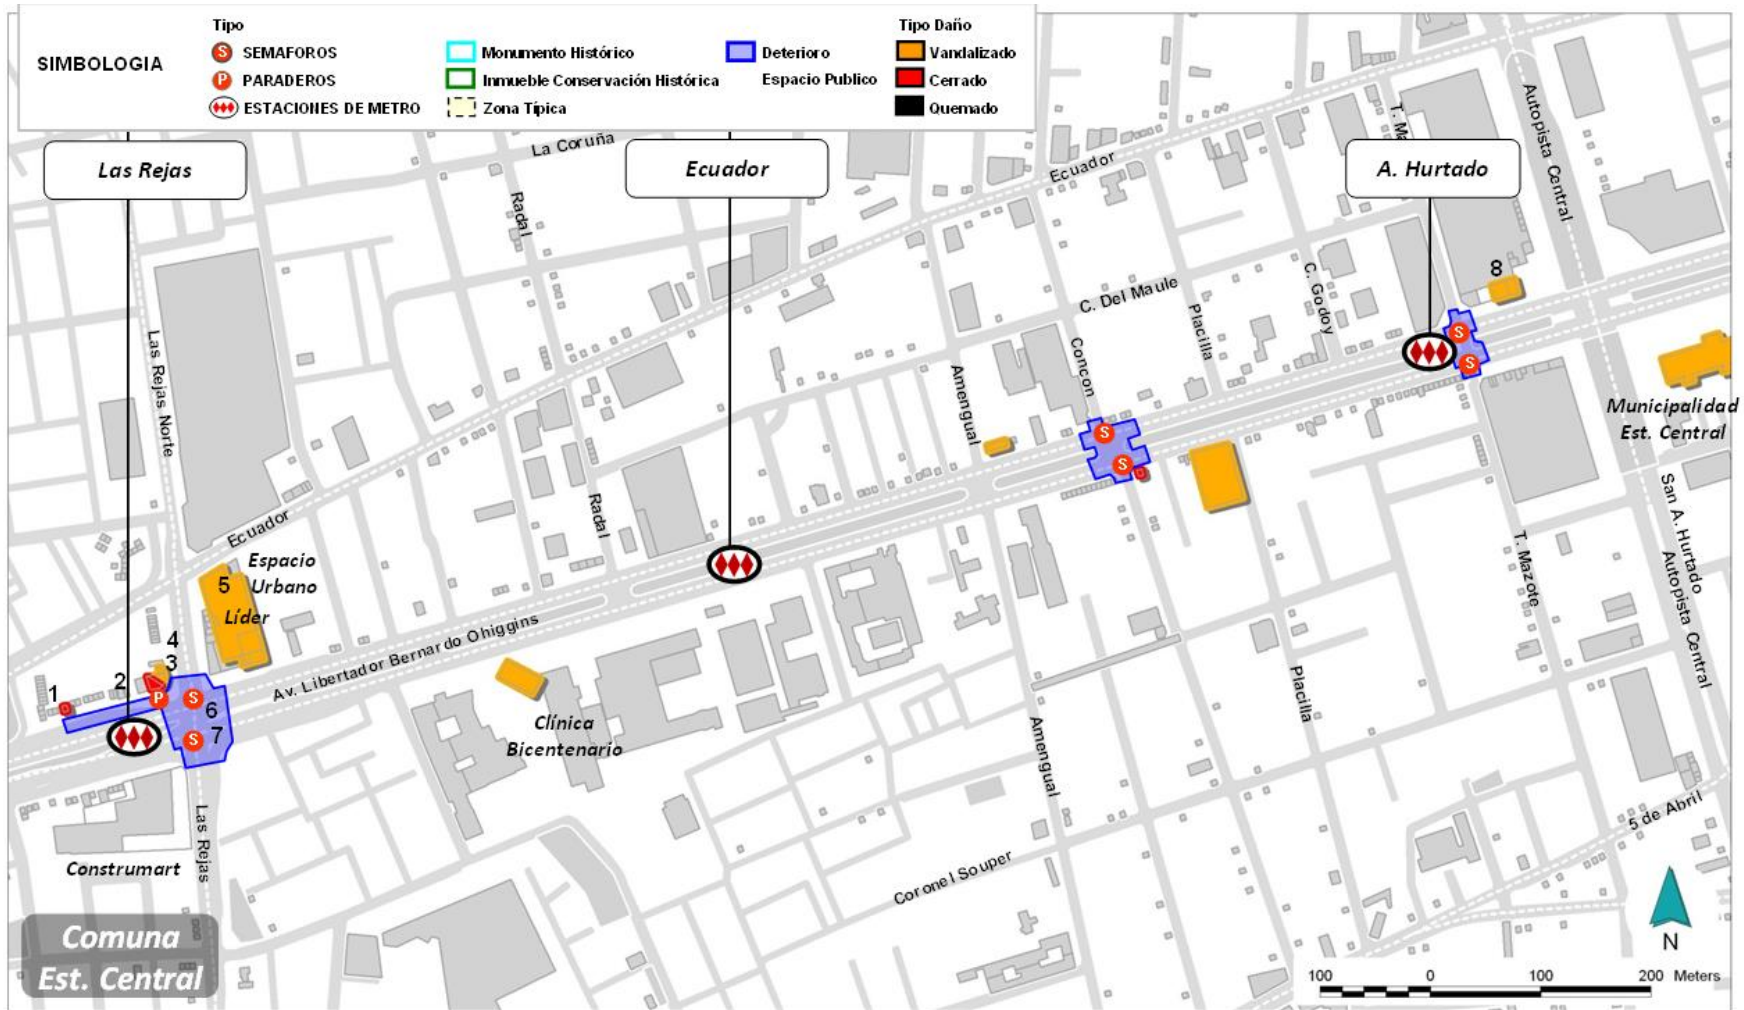 SIMBOLOGIA
Tipo
S SEMAFOROS
P PARADEROS
ESTACIONES DE METRO
Monumento Histórico
Inmueble Conservación Histórica
Zona Típica
Deterioro
Espacio Publico
Tipo Daño
Vandalizado
Cerrado
Quemado
Las Rejas
Ecuador
A. Hurtado
La Coruña
Radal
Ecuador
T. Ma
Autopista Central
8
C. Del Maule
C. Godoy
Placilla
Concon
Amengual
Las Rejas Norte
S
S
Municipalidad
Est. Central
S
S
Ecuador
Radal
Espacio
Urbano
5
Líder
San A. Hurtado
Autopista Central
T. Mazote
4
3
2
1
P
S
6
S
7
Av. Libertador Bernardo Ohiggins
Clínica
Bicentenario
Placilla
Amengual
Las Rejas
Construmart
5 de Abril
Coronel Souper
Comuna
Est. Central
N
100 0 100 200 Meters